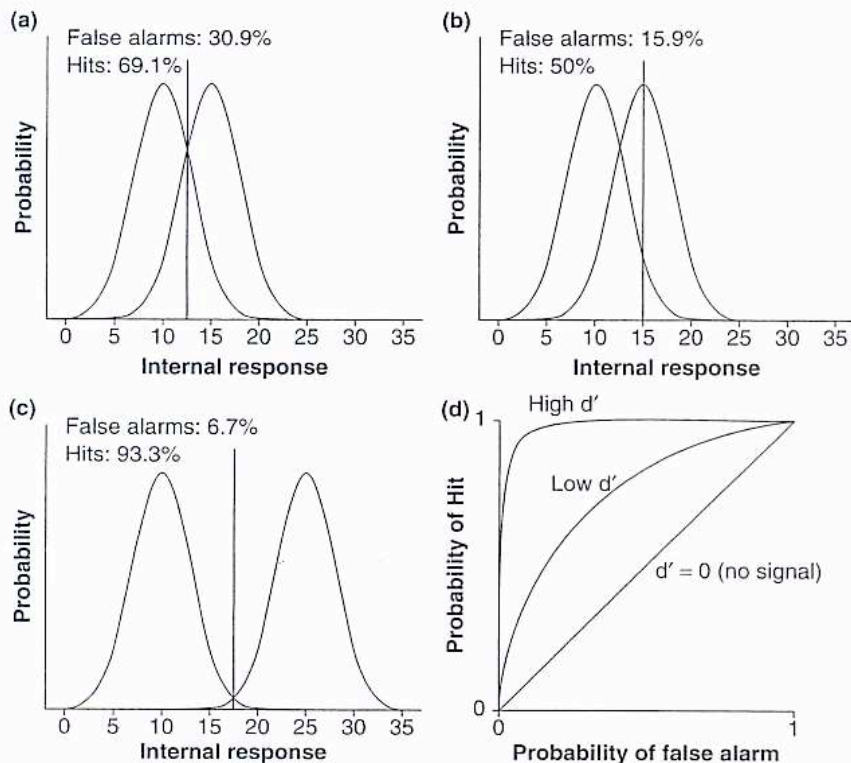 (a)
False alarms: 30.9%
Hits: 69.1%
Probability
0 5 10 15 20 25 30 35
Internal response
(b)
False alarms: 15.9%
Hits: 50%
Probability
0 5 10 15 20 25 30 35
Internal response
(c)
False alarms: 6.7%
Hits: 93.3%
Probability
0 5 10 15 20 25 30 35
Internal response
(d)
1
High d′
Low d′
d′ = 0 (no signal)
Probability of Hit
0
0 1
Probability of false alarm